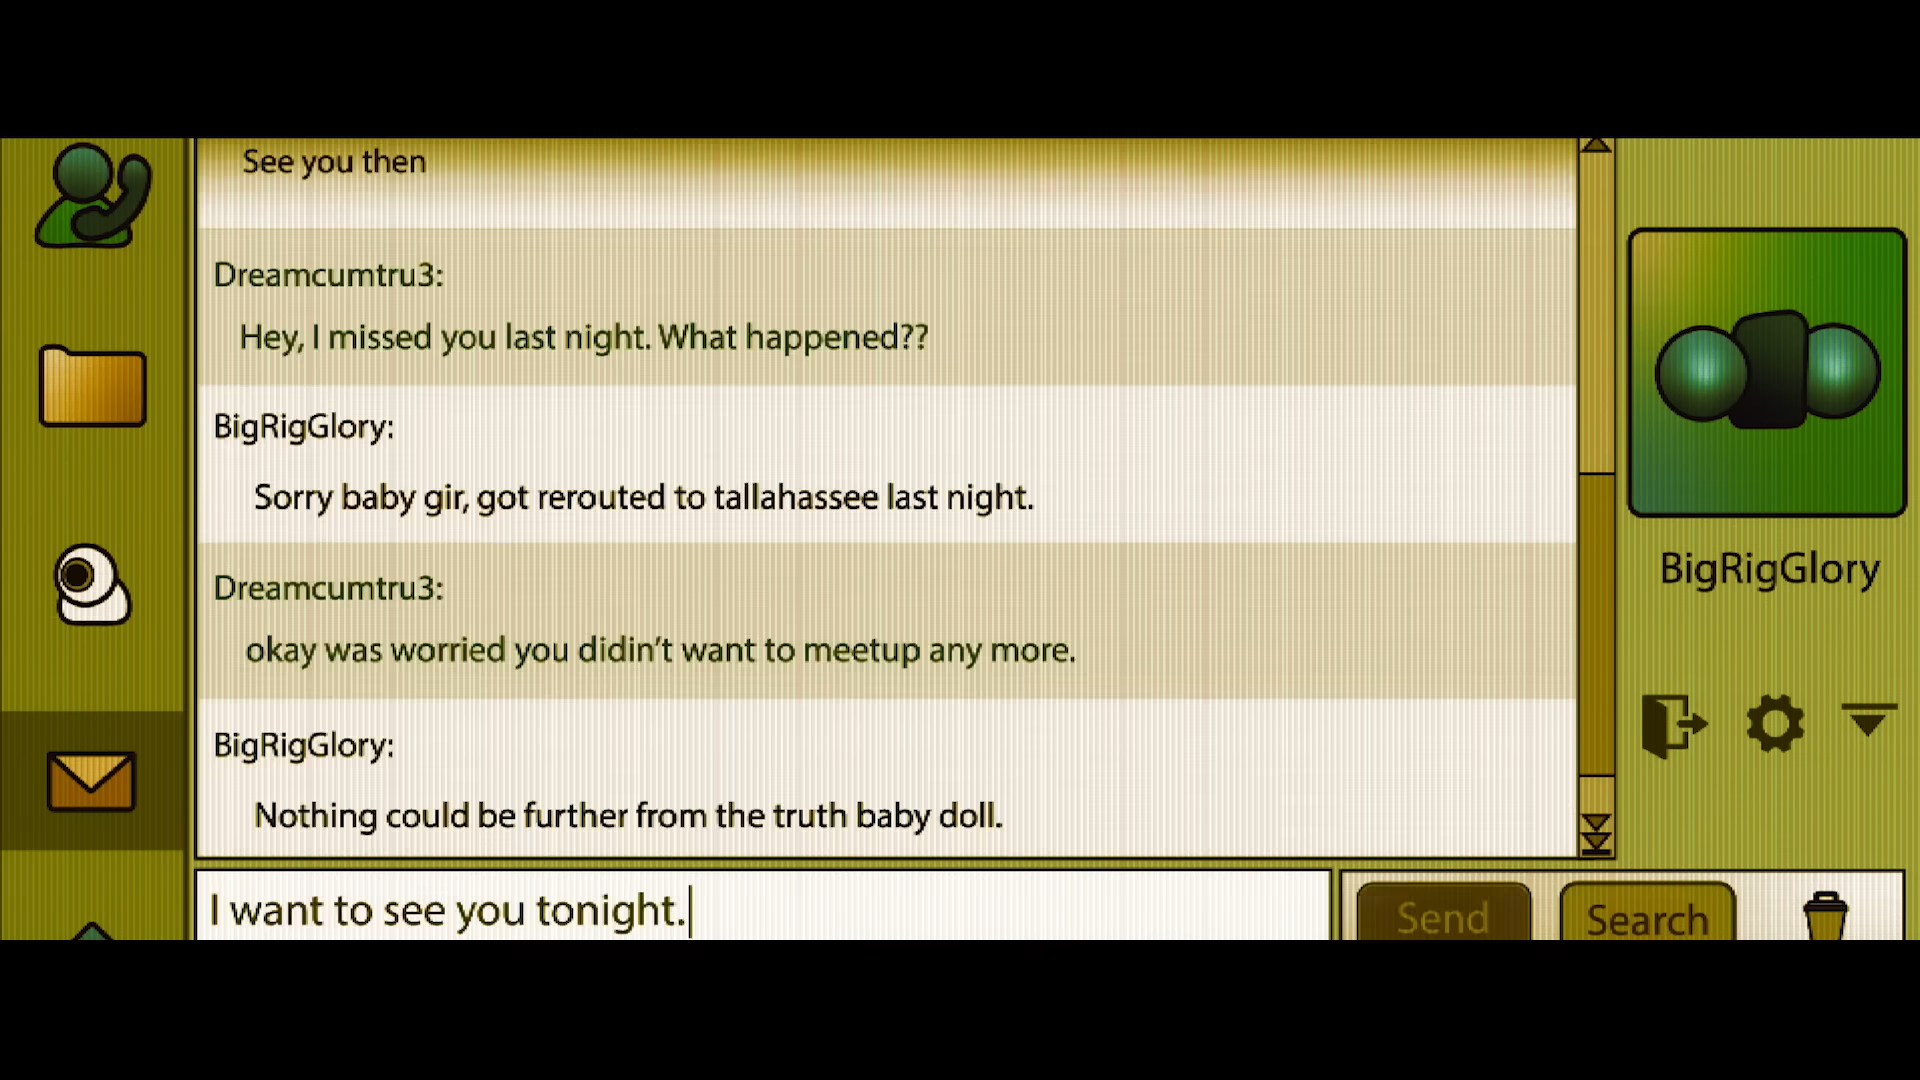 See you then
Dreamcumtru3:
Hey, I missed you last night. What happened??
BigRigGlory:
Sorry baby gir, got rerouted to tallahassee last night.
Dreamcumtru3:
okay was worried you didin't want to meetup any more.
BigRigGlory:
Nothing could be further from the truth baby doll.
I want to see you tonight.
Send
Search
BigRigGlory